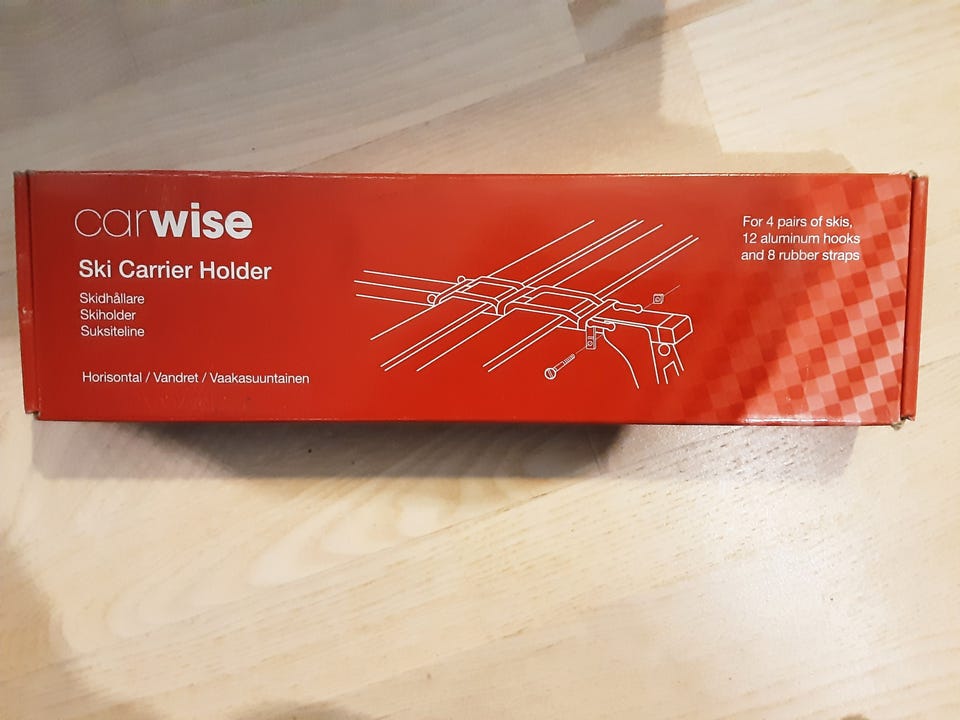 carwise
Ski Carrier Holder
Skidhållare
Skiholder
Suksiteline
Horisontal / Vandret / Vaakasuuntainen
For 4 pairs of skis,
12 aluminum hooks
and 8 rubber straps